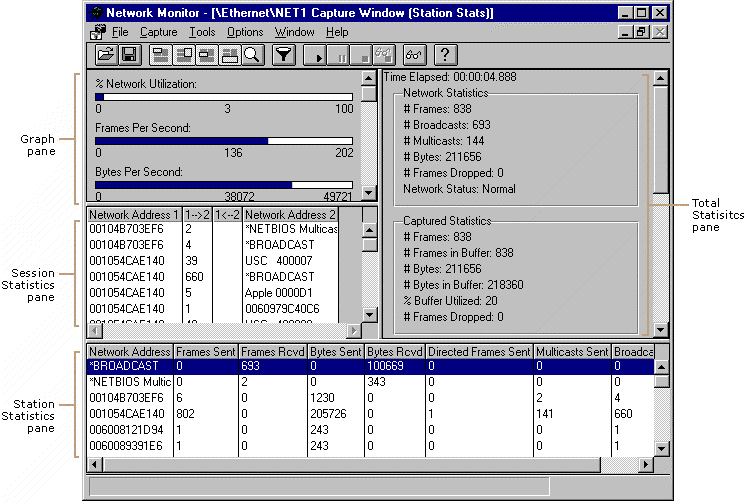 Network Monitor - [\Ethernet\NET1 Capture Window (Station Stats)]
File Capture Tools Options Window Help
Graph pane
% Network Utilization:
0 3 100
Frames Per Second:
0 136 202
Bytes Per Second:
0 38072 49721
Time Elapsed: 00:00:04.888
Network Statistics
# Frames: 838
# Broadcasts: 693
# Multicasts: 144
# Bytes: 211656
# Frames Dropped: 0
Network Status: Normal
Captured Statistics
# Frames: 838
# Frames in Buffer: 838
# Bytes: 211656
# Bytes in Buffer: 218360
% Buffer Utilized: 20
# Frames Dropped: 0
Total Statisitcs pane
Session Statistics pane
Network Address 1 1-->2 1<--2 Network Address 2
00104B703EF6 2 *NETBIOS Multicas
00104B703EF6 4 *BROADCAST
001054CAE140 39 USC 400007
001054CAE140 660 *BROADCAST
001054CAE140 5 Apple 0000D1
001054CAE140 1 0060979C40C6
001054CAE140
Station Statistics pane
Network Address Frames Sent Frames Rcvd Bytes Sent Bytes Rcvd Directed Frames Sent Multicasts Sent Broadca
*BROADCAST 0 693 0 100669 0 0 0
*NETBIOS Multic 0 2 0 343 0 0 0
00104B703EF6 6 0 1230 0 0 2 4
001054CAE140 802 0 205726 0 1 141 660
006008121D94 1 0 243 0 0 0 1
0060089391E6 1 0 243 0 0 0 1